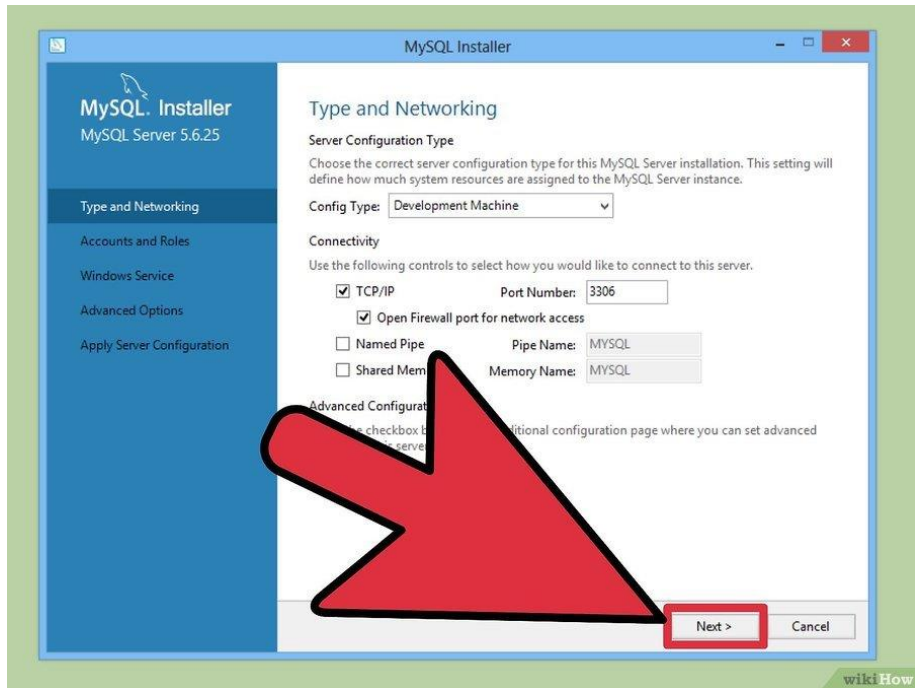 MySQL Installer
MySQL. Installer
MySQL Server 5.6.25
Type and Networking
Accounts and Roles
Windows Service
Advanced Options
Apply Server Configuration
Type and Networking
Server Configuration Type
Choose the correct server configuration type for this MySQL Server installation. This setting will
define how much system resources are assigned to the MySQL Server instance.
Config Type: Development Machine
Connectivity
Use the following controls to select how you would like to connect to this server.
TCP/IP Port Number: 3306
Open Firewall port for network access
Named Pipe Pipe Name: MYSQL
Shared Mem Memory Name: MYSQL
Advanced Configurat
checkbox configuration page where you can set advanced
server
Next > Cancel
wikiHow